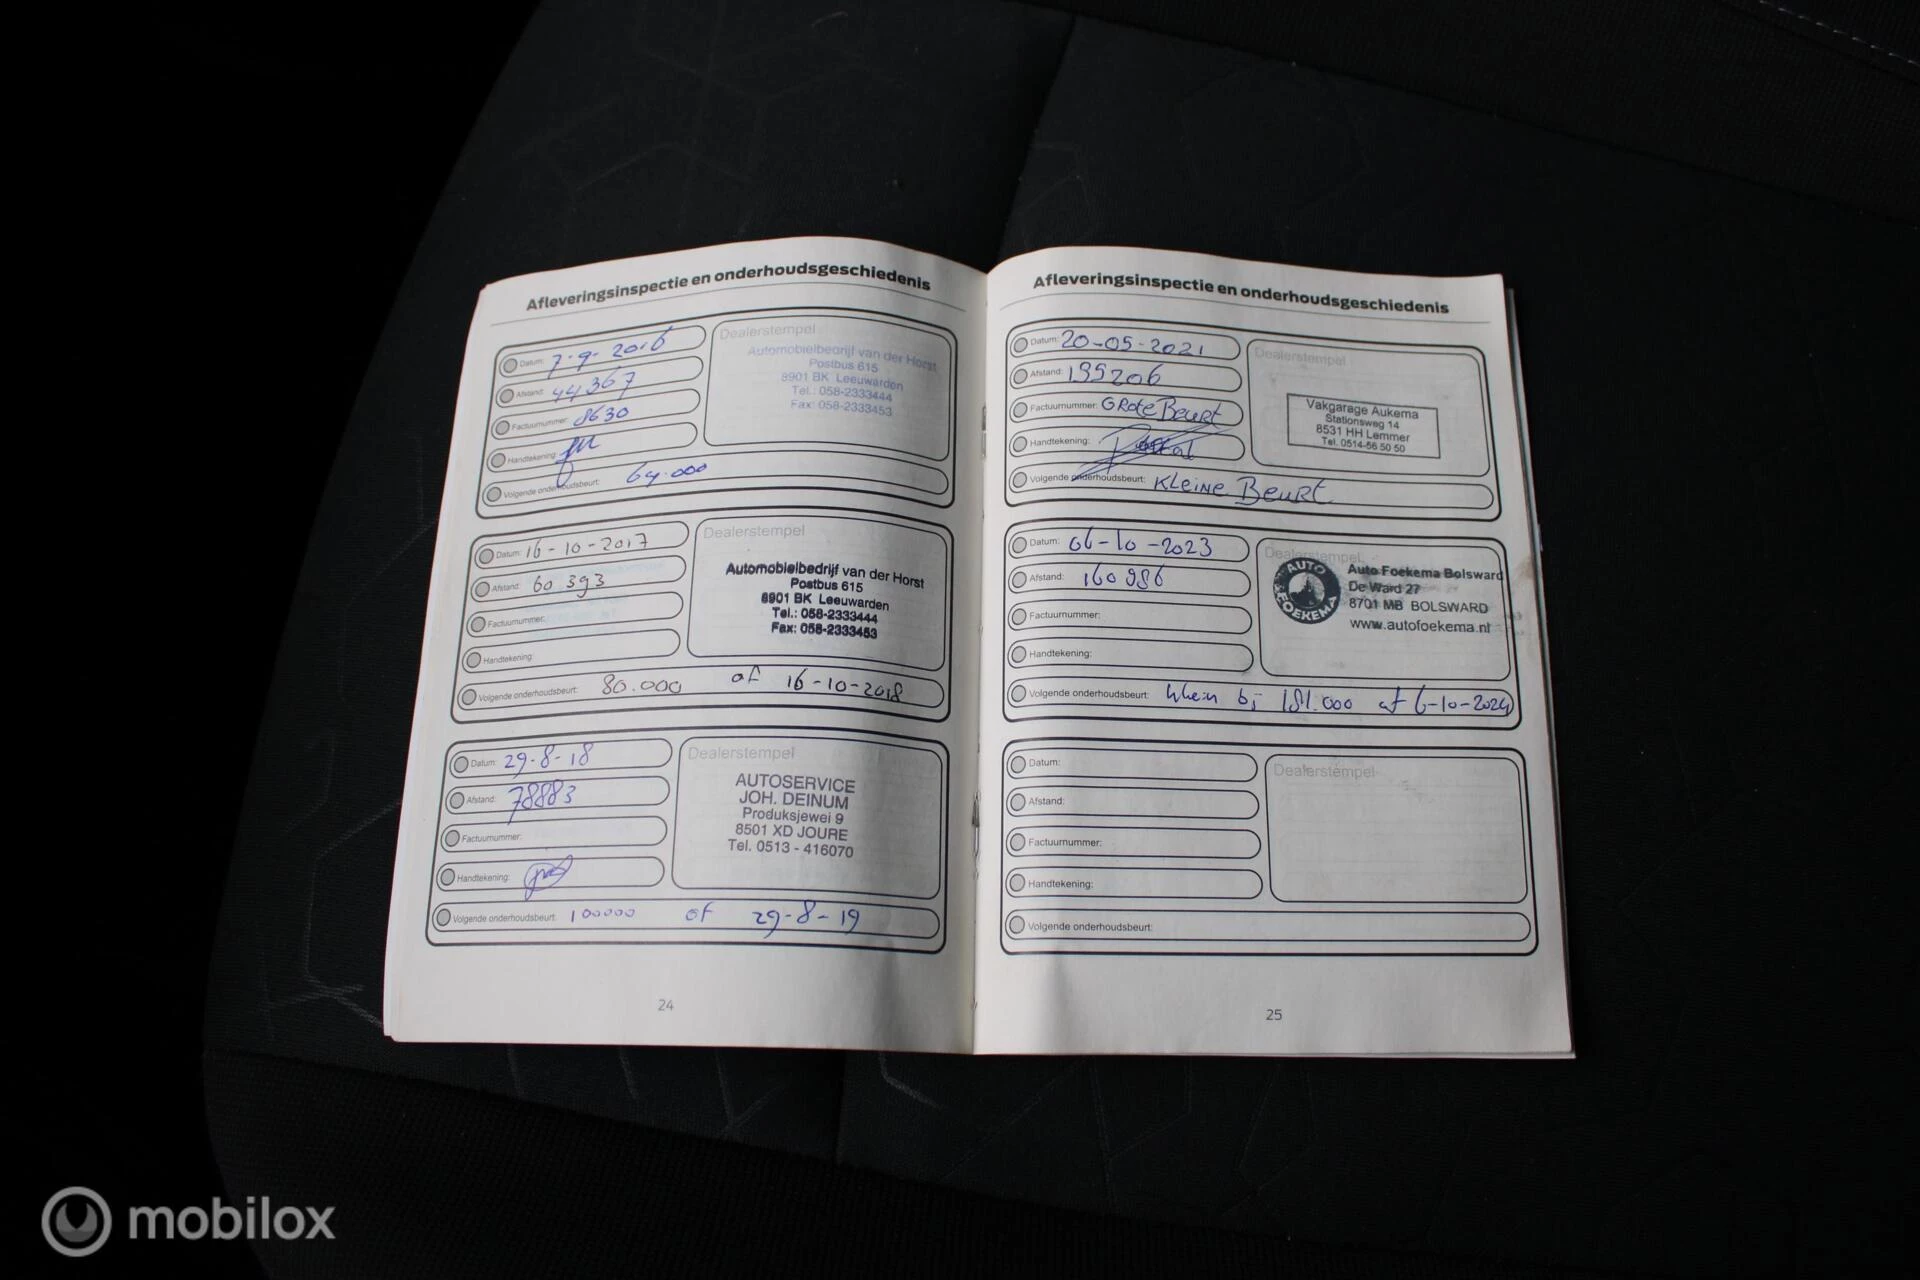 Afleveringsinspectie en onderhoudsgeschiedenis
Datum: 7-9-2016
Afstand: 44367
Factuurnummer: 8630
Handtekening:
Volgende onderhoudsbeurt: 64.000
Dealerstempel
Automobielbedrijf van der Horst
Postbus 615
8901 BK Leeuwarden
Tel.: 058-2333444
Fax: 058-2333453
Datum: 16-10-2017
Afstand: 60393
Factuurnummer:
Handtekening:
Volgende onderhoudsbeurt: 80.000 of 16-10-2018
Dealerstempel
Automobielbedrijf van der Horst
Postbus 615
8901 BK Leeuwarden
Tel.: 058-2333444
Fax: 058-2333453
Datum: 29-8-18
Afstand: 78883
Factuurnummer:
Handtekening:
Volgende onderhoudsbeurt: 100000 of 29-8-19
Dealerstempel
AUTOSERVICE
JOH. DEINUM
Produksjewei 9
8501 XD JOURE
Tel. 0513 - 416070
24
Afleveringsinspectie en onderhoudsgeschiedenis
Datum: 20-05-2021
Afstand:
Factuurnummer: GROTE BEURT
Handtekening:
Volgende onderhoudsbeurt: KLEINE BEURT
Dealerstempel
Vakgarage Aukema
Stationsweg 14
8531 HH Lemmer
Tel. 0514-56 50 50
Datum: 06-10-2023
Afstand: 160986
Factuurnummer:
Handtekening:
Volgende onderhoudsbeurt: klein bij 181.000 of 6-10-2024
Dealerstempel
AUTO FOEKEMA
Auto Foekema Bolsward
De Ward 27
8701 MB BOLSWARD
www.autofoekema.nl
Datum:
Afstand:
Factuurnummer:
Handtekening:
Volgende onderhoudsbeurt:
Dealerstempel
25
mobilox